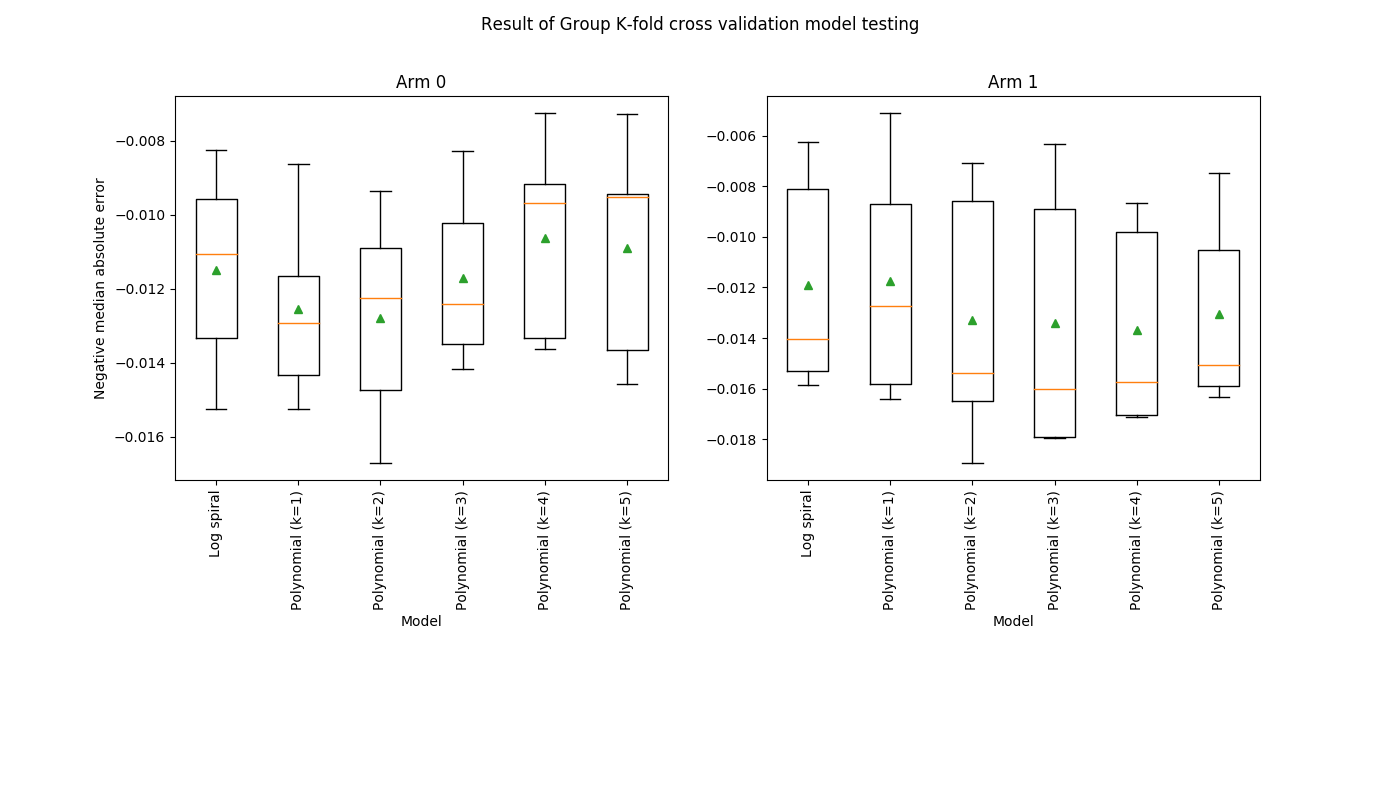 Result of Group K-fold cross validation model testing
Arm 0
Negative median absolute error
−0.008
−0.010
−0.012
−0.014
−0.016
Log spiral
Polynomial (k=1)
Polynomial (k=2)
Polynomial (k=3)
Polynomial (k=4)
Polynomial (k=5)
Model
Arm 1
−0.006
−0.008
−0.010
−0.012
−0.014
−0.016
−0.018
Log spiral
Polynomial (k=1)
Polynomial (k=2)
Polynomial (k=3)
Polynomial (k=4)
Polynomial (k=5)
Model